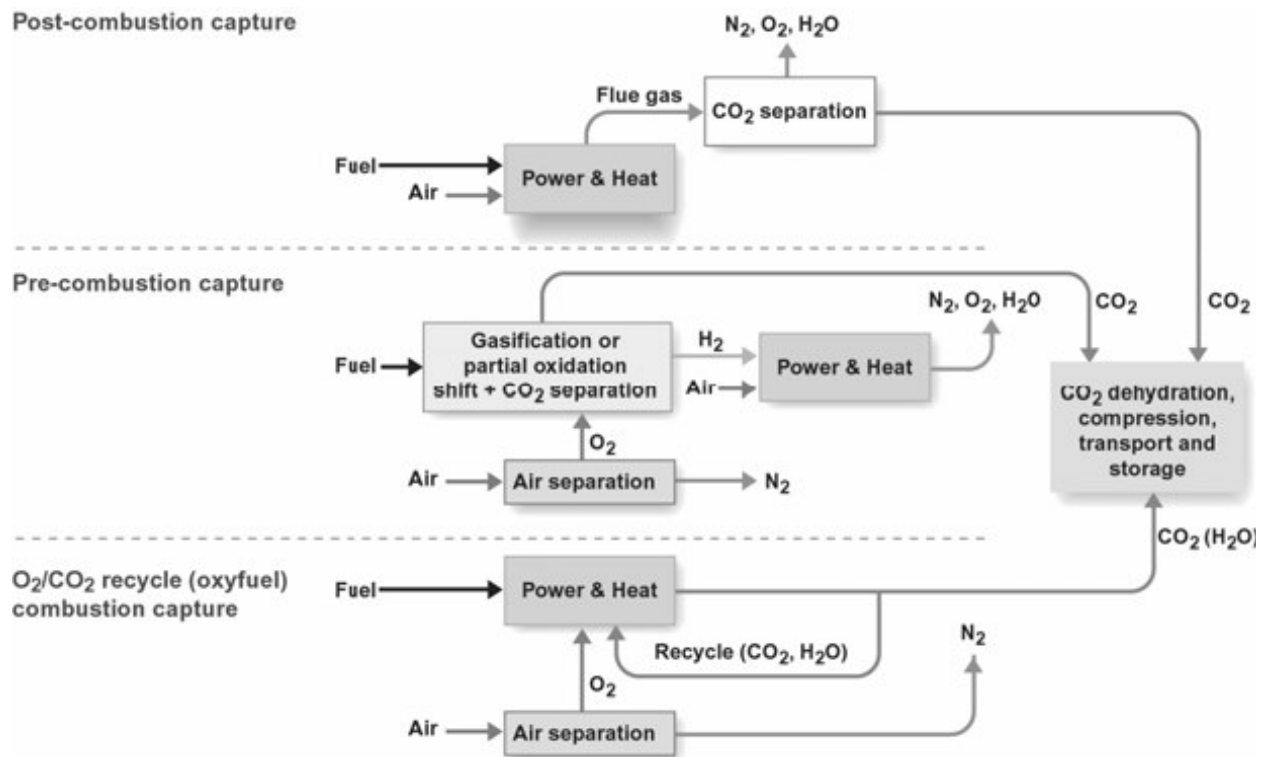 Post-combustion capture
N₂, O₂, H₂O
Flue gas
CO₂ separation
Fuel
Air
Power & Heat
Pre-combustion capture
CO₂
CO₂
N₂, O₂, H₂O
Fuel
Gasification or
partial oxidation
shift + CO₂ separation
H₂
Air
Power & Heat
CO₂ dehydration,
compression,
transport and
storage
O₂
Air
Air separation
N₂
CO₂ (H₂O)
O₂/CO₂ recycle (oxyfuel)
combustion capture
Fuel
Power & Heat
Recycle (CO₂, H₂O)
N₂
O₂
Air
Air separation